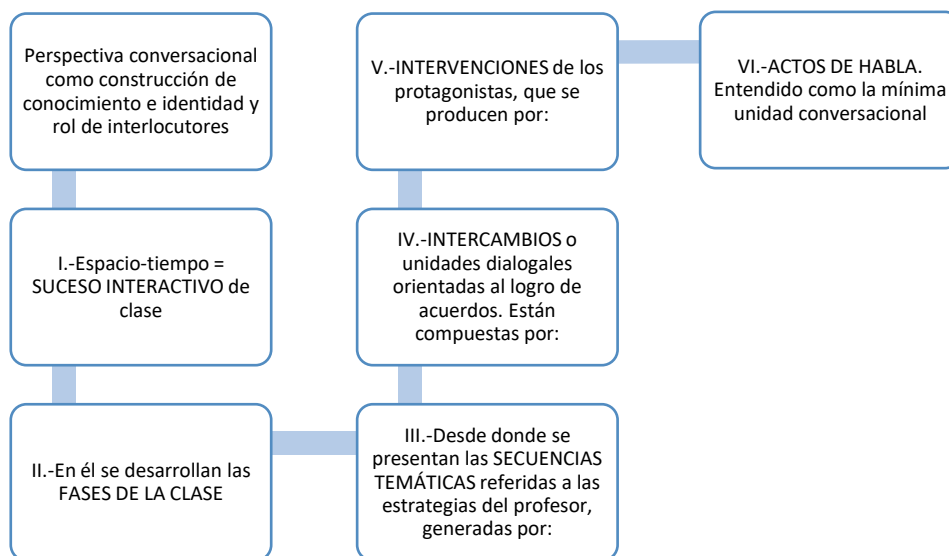 Perspectiva conversacional
como construcción de
conocimiento e identidad y
rol de interlocutores
I.-Espacio-tiempo =
SUCESO INTERACTIVO de
clase
II.-En él se desarrollan las
FASES DE LA CLASE
III.-Desde donde se
presentan las SECUENCIAS
TEMÁTICAS referidas a las
estrategias del profesor,
generadas por:
IV.-INTERCAMBIOS o
unidades dialogales
orientadas al logro de
acuerdos. Están
compuestas por:
V.-INTERVENCIONES de los
protagonistas, que se
producen por:
VI.-ACTOS DE HABLA.
Entendido como la mínima
unidad conversacional